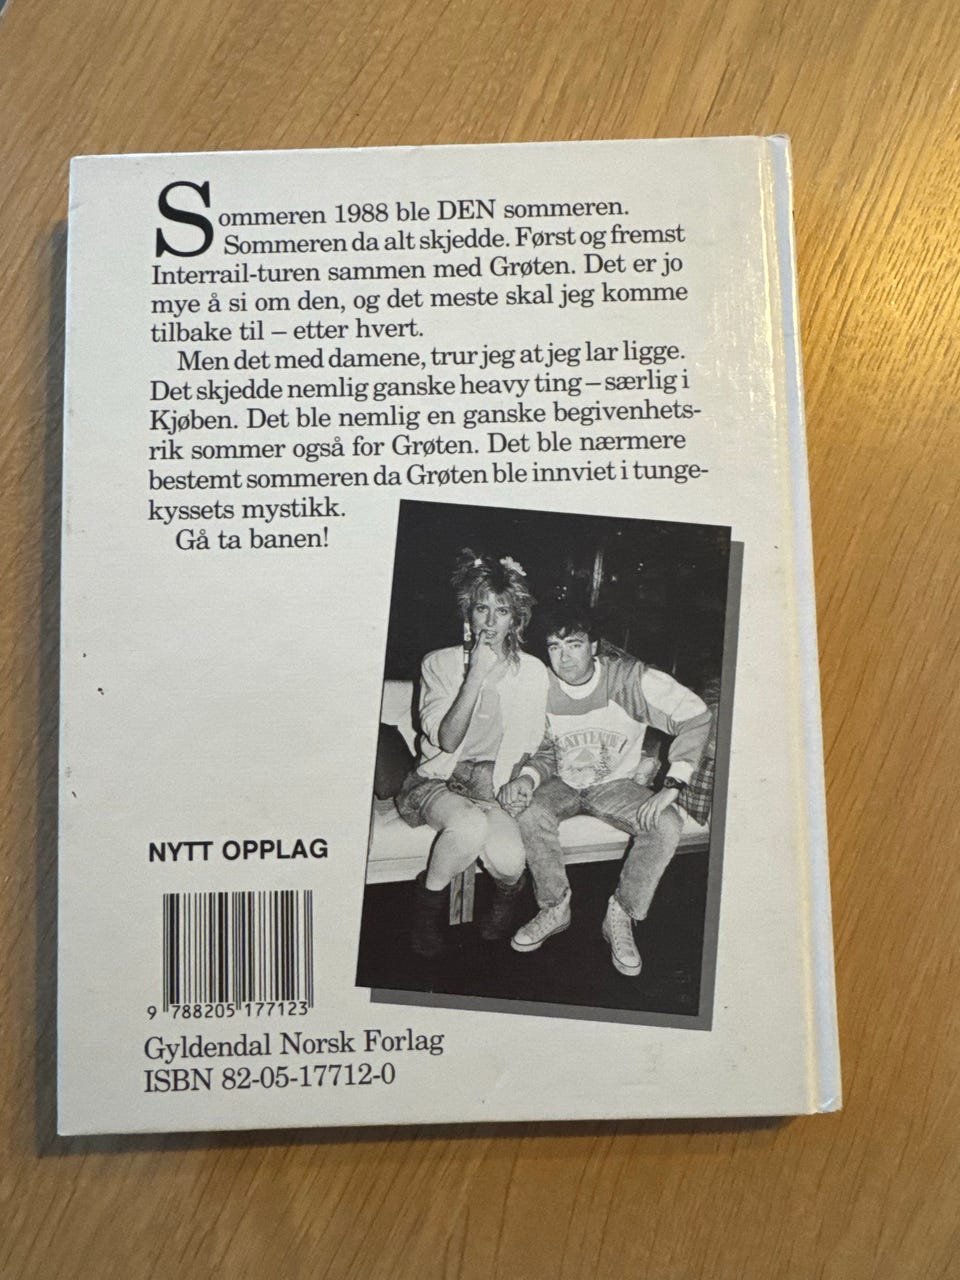 Sommeren 1988 ble DEN sommeren.
Sommeren da alt skjedde. Først og fremst
Interrail-turen sammen med Grøten. Det er jo
mye å si om den, og det meste skal jeg komme
tilbake til – etter hvert.
Men det med damene, trur jeg at jeg lar ligge.
Det skjedde nemlig ganske heavy ting – særlig i
Kjøben. Det ble nemlig en ganske begivenhets-
rik sommer også for Grøten. Det ble nærmere
bestemt sommeren da Grøten ble innviet i tunge-
kyssets mystikk.
Gå ta banen!
NYTT OPPLAG
9 788205 177123
Gyldendal Norsk Forlag
ISBN 82-05-17712-0